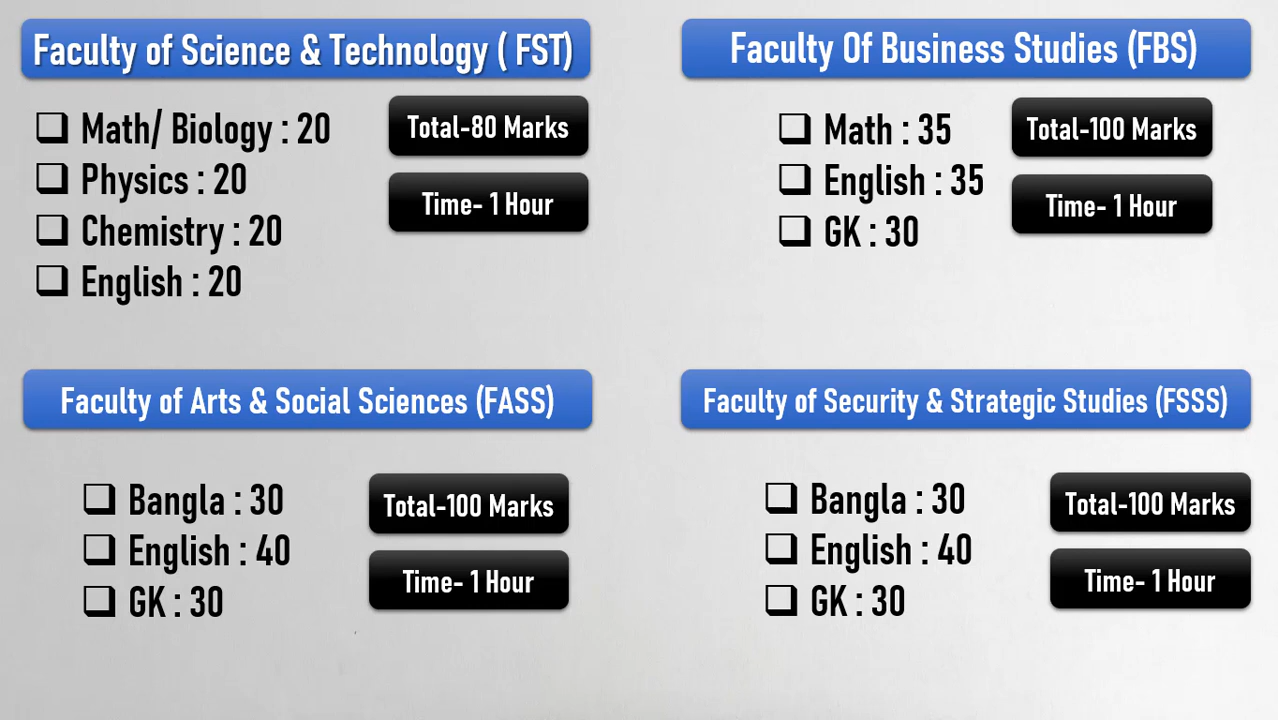 Faculty of Science & Technology ( FST)
Math/ Biology : 20
Physics : 20
Chemistry : 20
English : 20
Total-80 Marks
Time- 1 Hour
Faculty Of Business Studies (FBS)
Math : 35
English : 35
GK : 30
Total-100 Marks
Time- 1 Hour
Faculty of Arts & Social Sciences (FASS)
Bangla : 30
English : 40
GK : 30
Total-100 Marks
Time- 1 Hour
Faculty of Security & Strategic Studies (FSSS)
Bangla : 30
English : 40
GK : 30
Total-100 Marks
Time- 1 Hour